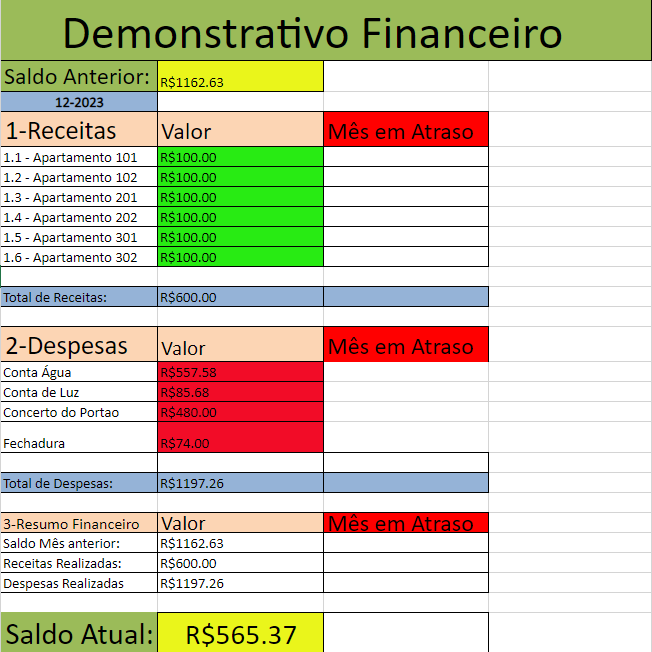 Demonstrativo Financeiro
Saldo Anterior: R$1162.63
12-2023
1-Receitas Valor Mês em Atraso
1.1 - Apartamento 101 R$100.00
1.2 - Apartamento 102 R$100.00
1.3 - Apartamento 201 R$100.00
1.4 - Apartamento 202 R$100.00
1.5 - Apartamento 301 R$100.00
1.6 - Apartamento 302 R$100.00
Total de Receitas: R$600.00
2-Despesas Valor Mês em Atraso
Conta Água R$557.58
Conta de Luz R$85.68
Concerto do Portao R$480.00
Fechadura R$74.00
Total de Despesas: R$1197.26
3-Resumo Financeiro Valor Mês em Atraso
Saldo Mês anterior: R$1162.63
Receitas Realizadas: R$600.00
Despesas Realizadas R$1197.26
Saldo Atual: R$565.37